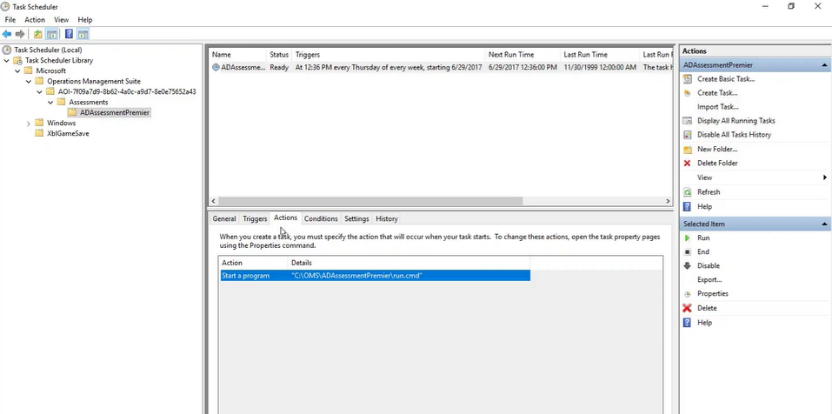 Task Scheduler
File Action View Help
Task Scheduler (Local)
Task Scheduler Library
Microsoft
Operations Management Suite
AOI-7f09a7d9-8b62-4a0c-a9d7-8e0e75652a43
Assessments
ADAssessmentPremier
Windows
XblGameSave
Name Status Triggers Next Run Time Last Run Time Last Run F
ADAssessme... Ready At 12:36 PM every Thursday of every week, starting 6/29/2017 6/29/2017 12:36:00 PM 11/30/1999 12:00:00 AM The task h
General Triggers Actions Conditions Settings History
When you create a task, you must specify the action that will occur when your task starts. To change these actions, open the task property pages
using the Properties command.
Action Details
Start a program "C:\OMS\ADAssessmentPremier\run.cmd"
Actions
ADAssessmentPremier
Create Basic Task...
Create Task...
Import Task...
Display All Running Tasks
Disable All Tasks History
New Folder...
Delete Folder
View
Refresh
Help
Selected Item
Run
End
Disable
Export...
Properties
Delete
Help